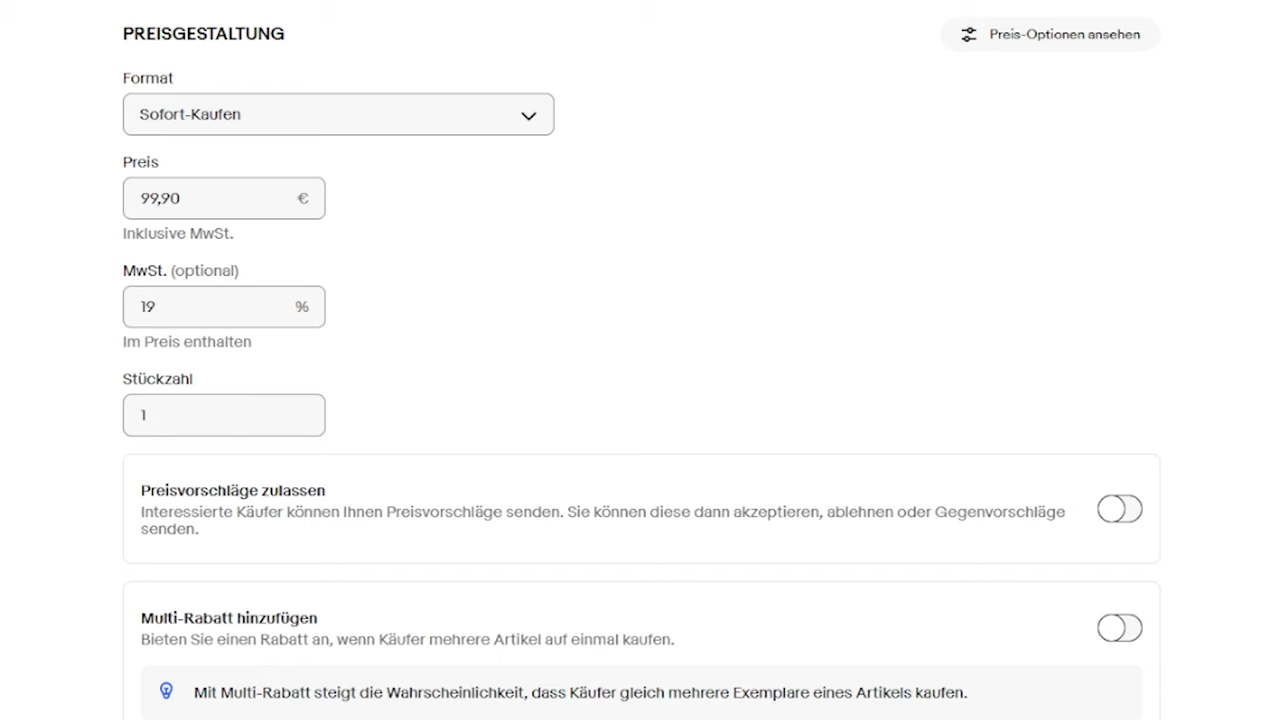 PREISGESTALTUNG
Preis-Optionen ansehen
Format
Sofort-Kaufen
Preis
99,90 €
Inklusive MwSt.
MwSt. (optional)
19 %
Im Preis enthalten
Stückzahl
1
Preisvorschläge zulassen
Interessierte Käufer können Ihnen Preisvorschläge senden. Sie können diese dann akzeptieren, ablehnen oder Gegenvorschläge
senden.
Multi-Rabatt hinzufügen
Bieten Sie einen Rabatt an, wenn Käufer mehrere Artikel auf einmal kaufen.
Mit Multi-Rabatt steigt die Wahrscheinlichkeit, dass Käufer gleich mehrere Exemplare eines Artikels kaufen.